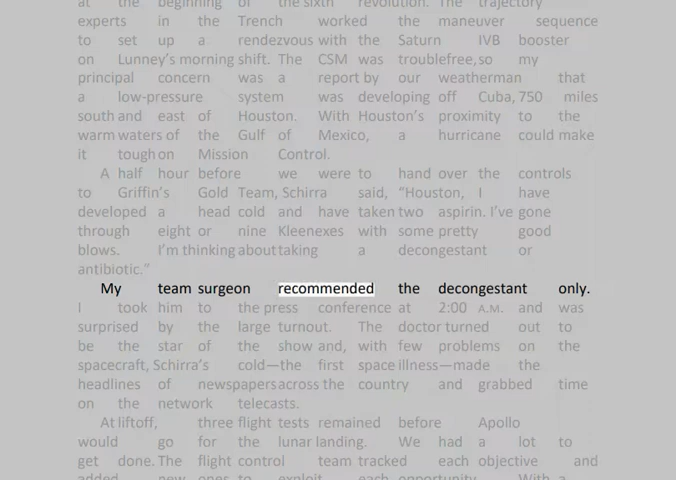 at the beginning of the sixth revolution. The trajectory
experts in the Trench worked the maneuver sequence
to set up a rendezvous with the Saturn IVB booster
on Lunney’s morning shift. The CSM was troublefree, so my
principal concern was a report by our weatherman that
a low-pressure system was developing off Cuba, 750 miles
south and east of Houston. With Houston’s proximity to the
warm waters of the Gulf of Mexico, a hurricane could make
it tough on Mission Control.
A half hour before we were to hand over the controls
to Griffin’s Gold Team, Schirra said, “Houston, I have
developed a head cold and have taken two aspirin. I’ve gone
through eight or nine Kleenexes with some pretty good
blows. I’m thinking about taking a decongestant or
antibiotic.”
My team surgeon recommended the decongestant only.
I took him to the press conference at 2:00 A.M. and was
surprised by the large turnout. The doctor turned out to
be the star of the show and, with few problems on the
spacecraft, Schirra’s cold—the first space illness—made the
headlines of newspapers across the country and grabbed time
on the network telecasts.
At liftoff, three flight tests remained before Apollo
would go for the lunar landing. We had a lot to
get done. The flight control team tracked each objective and
added new ones to exploit each opportunity. With a